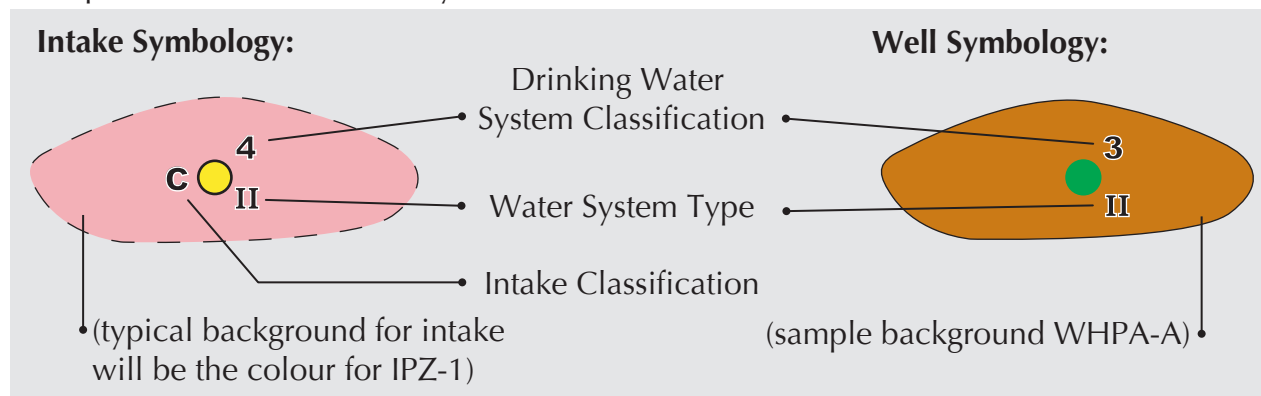 Intake Symbology:
Well Symbology:
Drinking Water
System Classification
4
C
II
3
II
Water System Type
Intake Classification
(typical background for intake
will be the colour for IPZ-1)
(sample background WHPA-A)